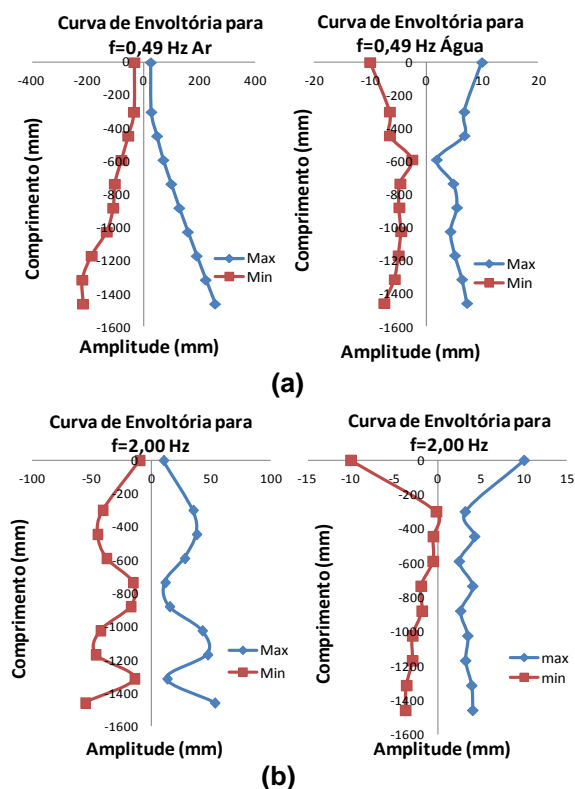 Curva de Envoltória para
f=0,49 Hz Ar
-400 -200 0 200 400
0
-200
-400
-600
-800
-1000
-1200
-1400
-1600
Comprimento (mm)
Max
Min
Amplitude (mm)
Curva de Envoltória para
f=0,49 Hz Água
-20 -10 0 10 20
0
-200
-400
-600
-800
-1000
-1200
-1400
-1600
Comprimento (mm)
Max
Min
Amplitude (mm)
(a)
Curva de Envoltória para
f=2,00 Hz
-100 -50 0 50 100
0
-200
-400
-600
-800
-1000
-1200
-1400
-1600
Comprimento (mm)
Max
Min
Amplitude (mm)
Curva de Envoltória para
f=2,00 Hz
-15 -10 -5 0 5 10 15
0
-200
-400
-600
-800
-1000
-1200
-1400
-1600
Comprimento (mm)
max
min
Amplitude (mm)
(b)